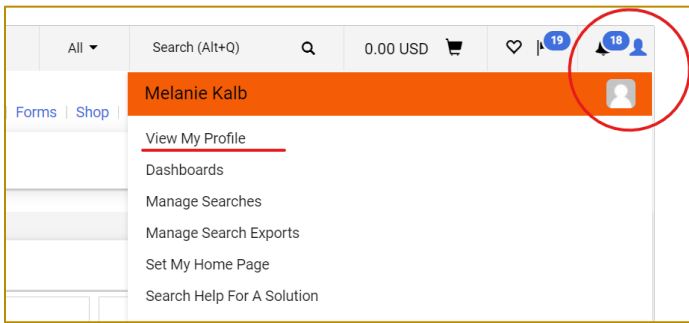 All Search (Alt+Q) 0.00 USD 19 18
Melanie Kalb
Forms Shop
View My Profile
Dashboards
Manage Searches
Manage Search Exports
Set My Home Page
Search Help For A Solution